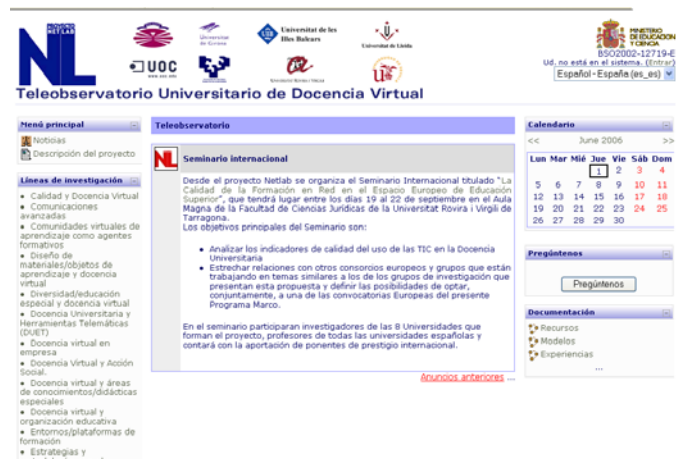 PROYECTO
NETLAB
NL
Universitat
de Girona
UIB
Universitat de les
Illes Balears
Universitat de Lleida
UOC
www.uoc.edu
Universitat Rovira i Virgili
MINISTERIO
DE EDUCACIÓN
Y CIENCIA
BSO2002-12719-E
Ud. no está en el sistema. (Entrar)
Español - España (es_es)
Teleobservatorio Universitario de Docencia Virtual
Menú principal
Noticias
Descripción del proyecto
Líneas de investigación
Calidad y Docencia Virtual
Comunicaciones
avanzadas
Comunidades virtuales de
aprendizaje como agentes
formativos
Diseño de
materiales/objetos de
aprendizaje y docencia
virtual
Diversidad/educación
especial y docencia virtual
Docencia Universitaria y
Herramientas Telemáticas
(DUET)
Docencia virtual en
empresa
Docencia Virtual y Acción
Social.
Docencia virtual y áreas
de conocimientos/didácticas
especiales
Docencia virtual y
organización educativa
Entornos/plataformas de
formación
Estrategias y
Teleobservatorio
NL
Seminario internacional
Desde el proyecto Netlab se organiza el Seminario Internacional titulado "La
Calidad de la Formación en Red en el Espacio Europeo de Educación
Superior", que tendrá lugar entre los días 19 al 22 de septiembre en el Aula
Magna de la Facultad de Ciencias Jurídicas de la Universitat Rovira i Virgili de
Tarragona.
Los objetivos principales del Seminario son:
Analizar los indicadores de calidad del uso de las TIC en la Docencia
Universitaria
Estrechar relaciones con otros consorcios europeos y grupos que están
trabajando en temas similares a los de los grupos de investigación que
presentan esta propuesta y definir las posibilidades de optar,
conjuntamente, a una de las convocatorias Europeas del presente
Programa Marco.
En el seminario participaran investigadores de las 8 Universidades que
forman el proyecto, profesores de todas las universidades españolas y
contará con la aportación de ponentes de prestigio internacional.
Anuncios anteriores ...
Calendario
<< June 2006 >>
Lun Mar Mié Jue Vie Sáb Dom
1 2 3 4
5 6 7 8 9 10 11
12 13 14 15 16 17 18
19 20 21 22 23 24 25
26 27 28 29 30
Pregúntenos
Pregúntenos
Documentación
Recursos
Modelos
Experiencias
...